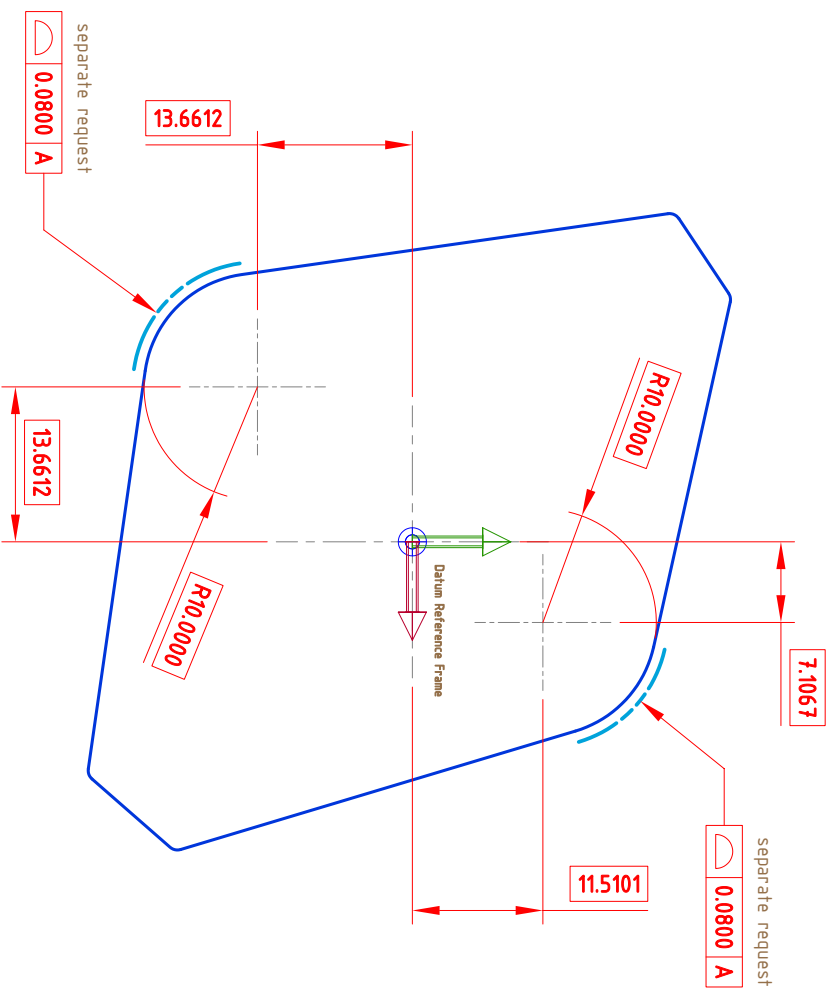 separate request
0.0800 A
13.6612
13.6612
R10.0000
R10.0000
Datum Reference Frame
7.1067
11.5101
separate request
0.0800 A